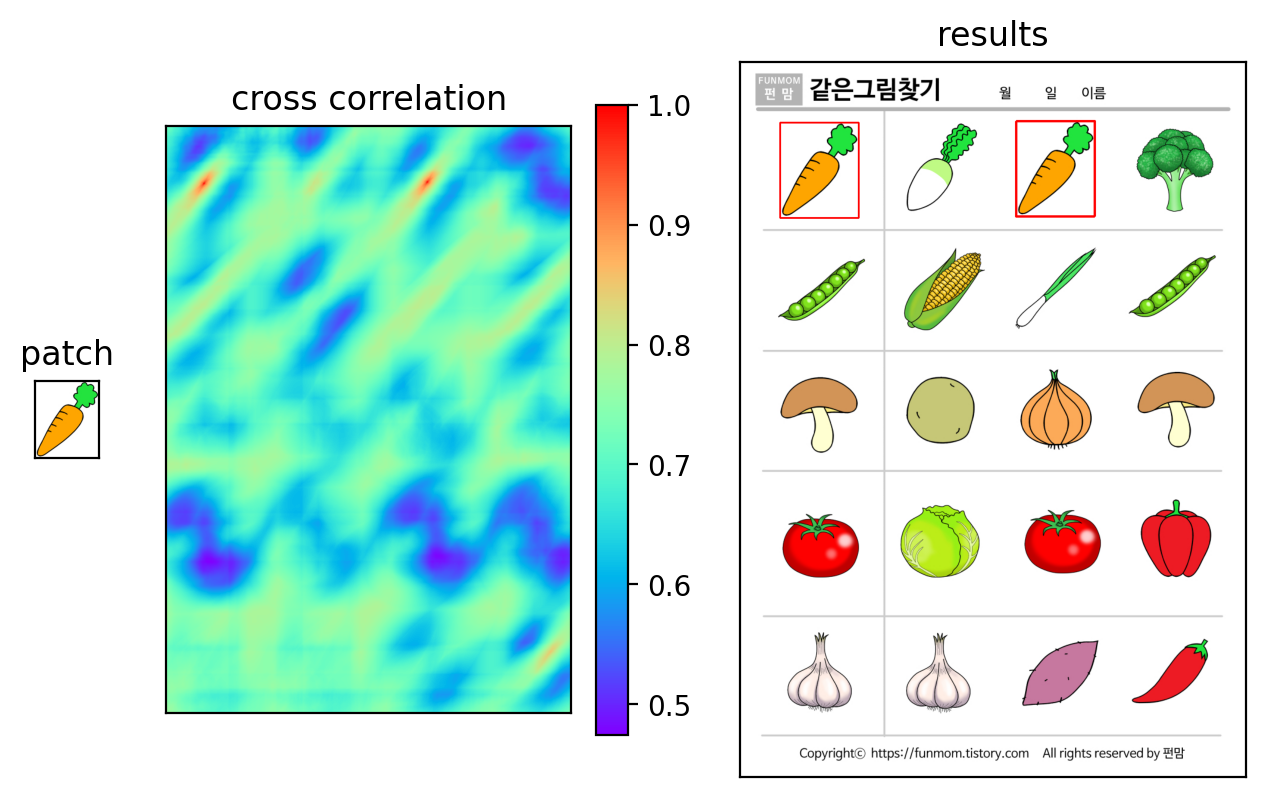 results
cross correlation
patch
1.0
0.9
0.8
0.7
0.6
0.5
FUNMOM
펀 맘
같은그림찾기
월 일 이름
Copyright© https://funmom.tistory.com All rights reserved by 펀맘